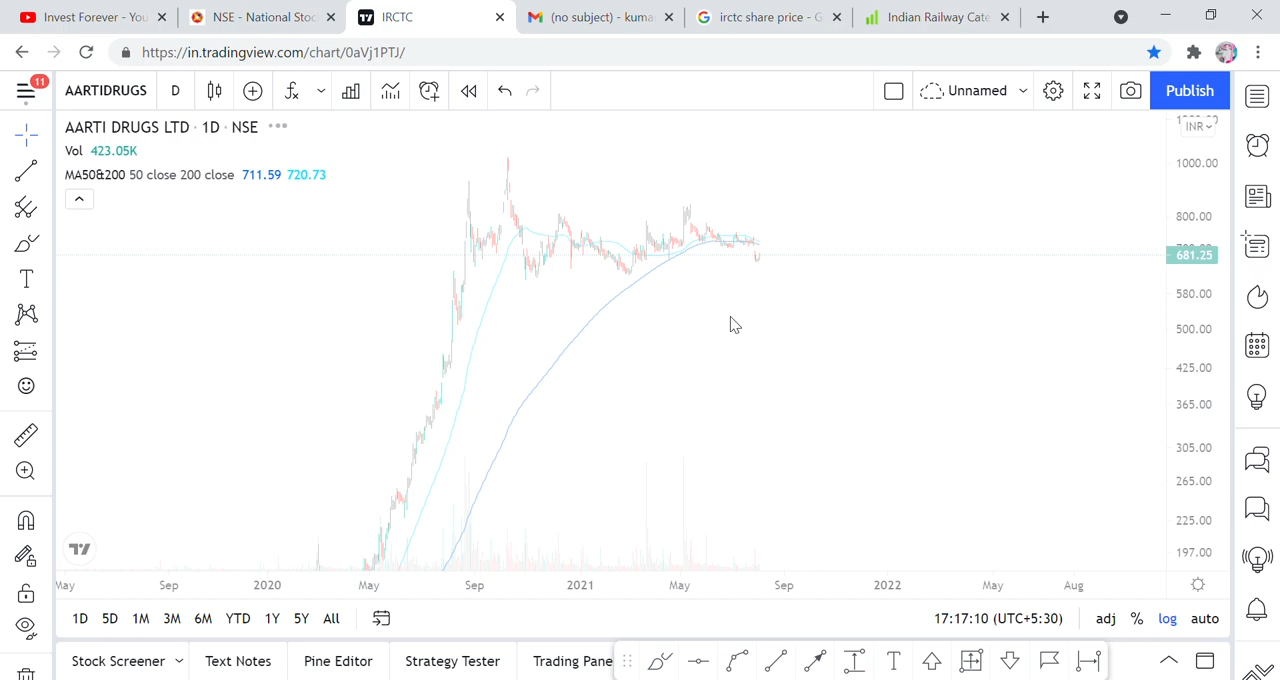 Invest Forever - You
NSE - National Stoc
IRCTC
(no subject) - kuma
irctc share price - G
Indian Railway Cate
https://in.tradingview.com/chart/0aVj1PTJ/
11
AARTIDRUGS
D
Unnamed
Publish
AARTI DRUGS LTD · 1D · NSE
Vol 423.05K
MA50&200 50 close 200 close 711.59 720.73
INR
1000.00
800.00
681.25
580.00
500.00
425.00
365.00
305.00
265.00
225.00
197.00
May
Sep
2020
May
Sep
2021
May
Sep
2022
May
Aug
1D
5D
1M
3M
6M
YTD
1Y
5Y
All
17:17:10 (UTC+5:30)
adj
%
log
auto
Stock Screener
Text Notes
Pine Editor
Strategy Tester
Trading Pane